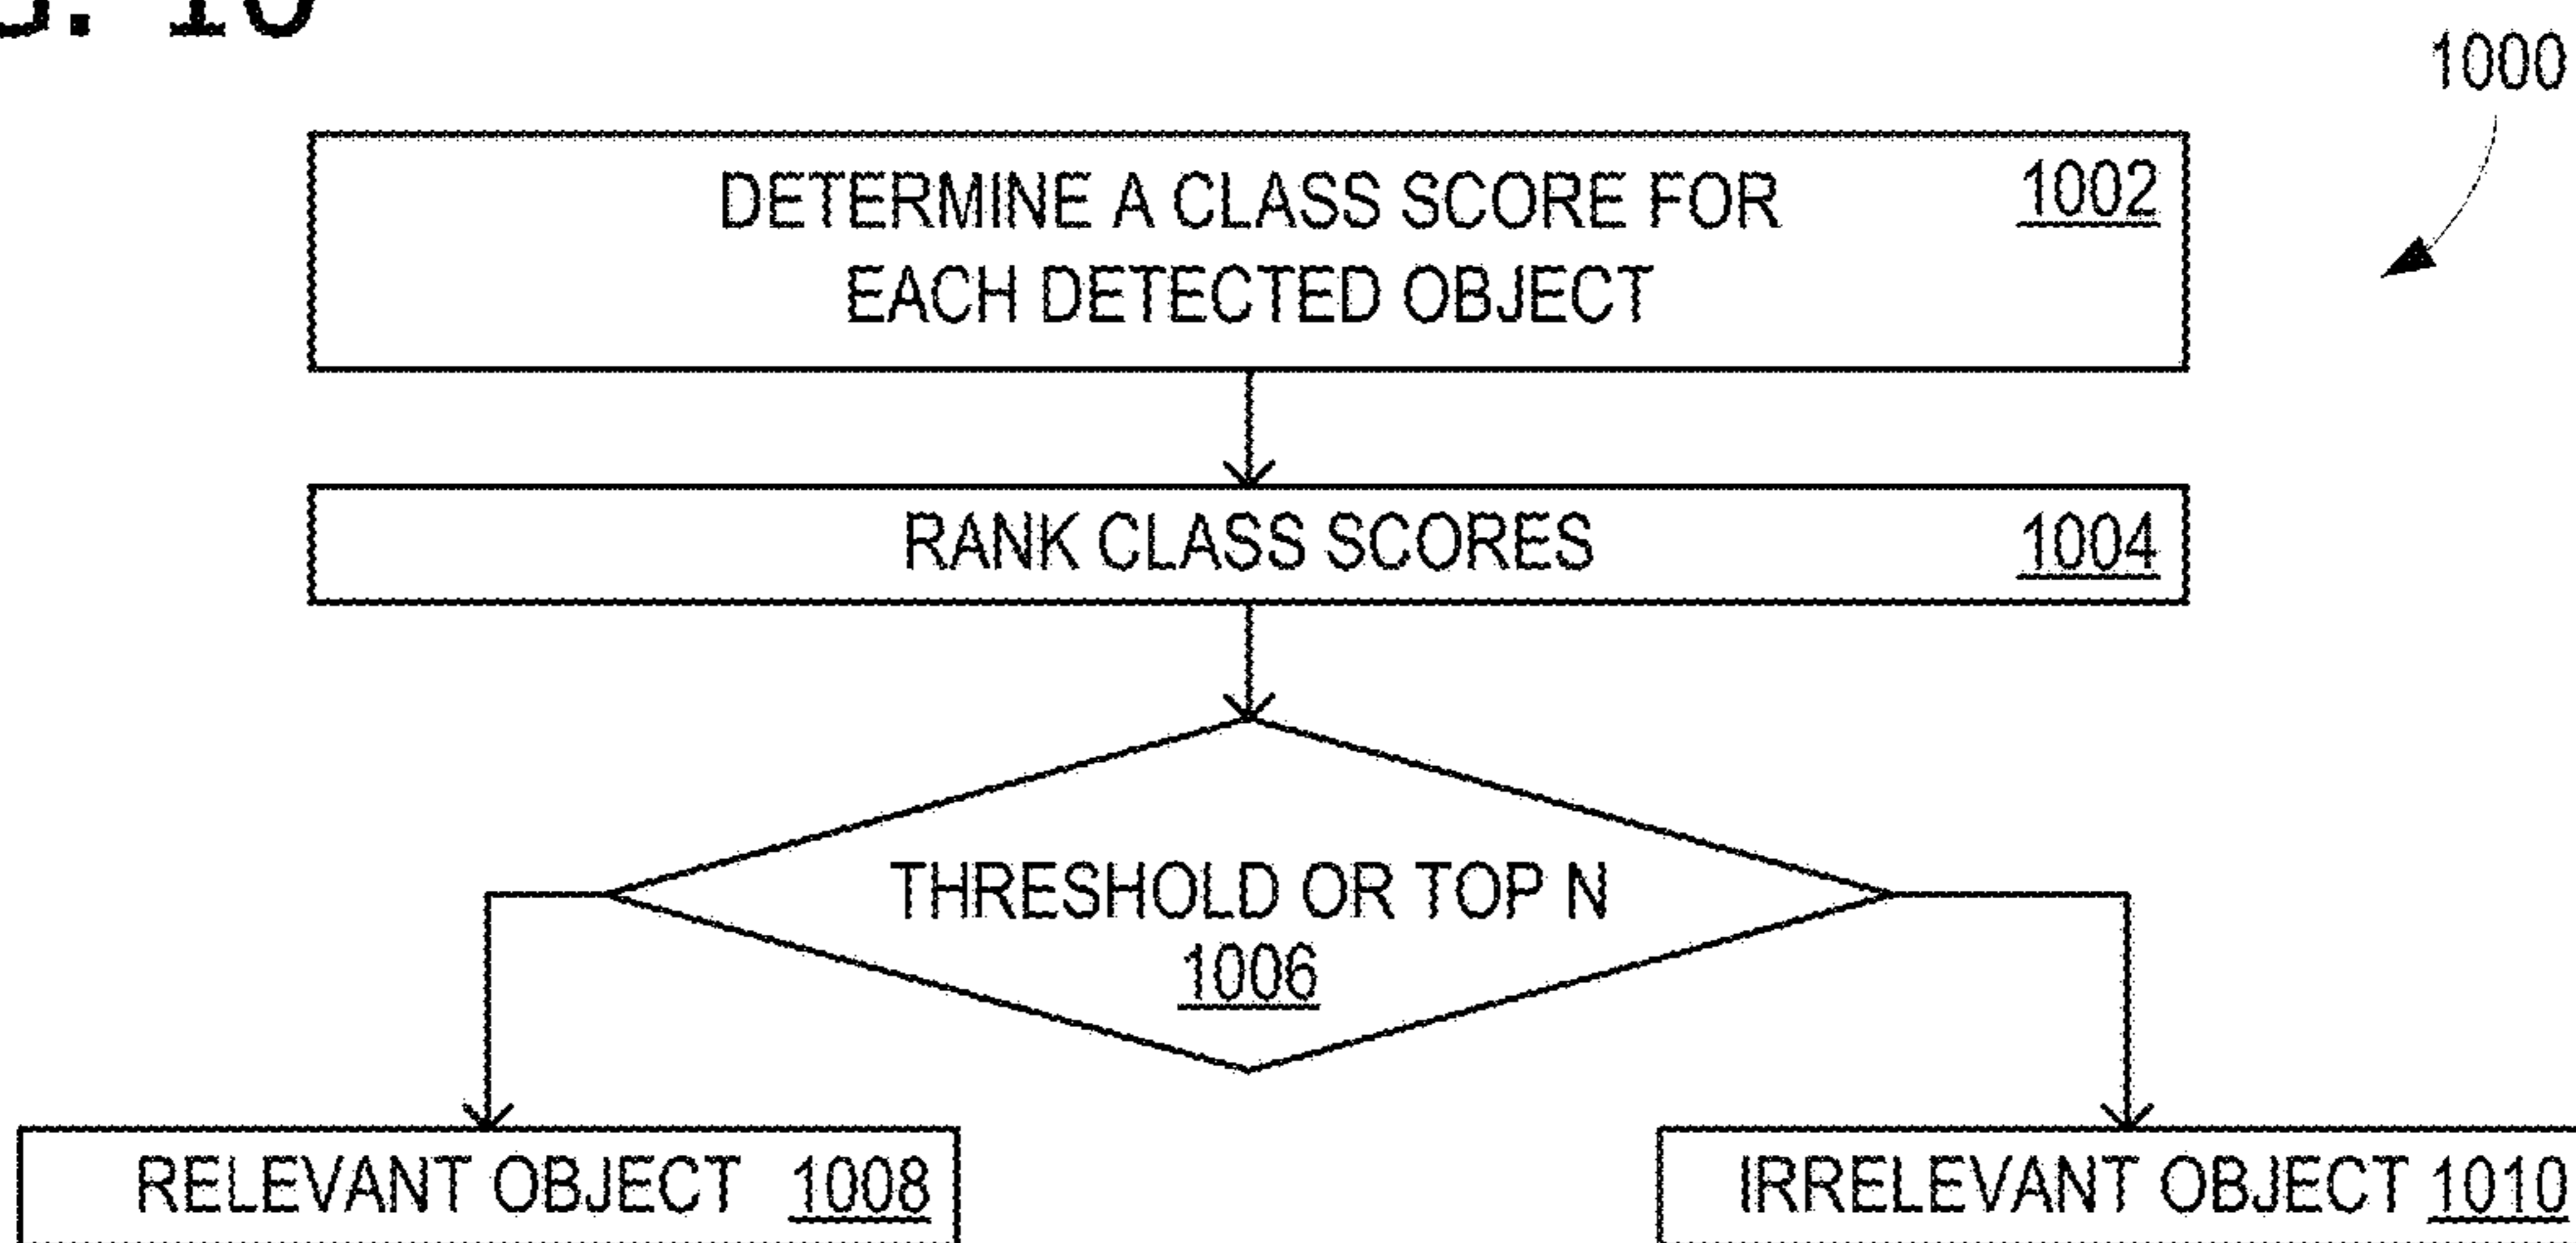 G. 10
1000
DETERMINE A CLASS SCORE FOR 1002
EACH DETECTED OBJECT
RANK CLASS SCORES 1004
THRESHOLD OR TOP N
1006
RELEVANT OBJECT 1008
IRRELEVANT OBJECT 1010